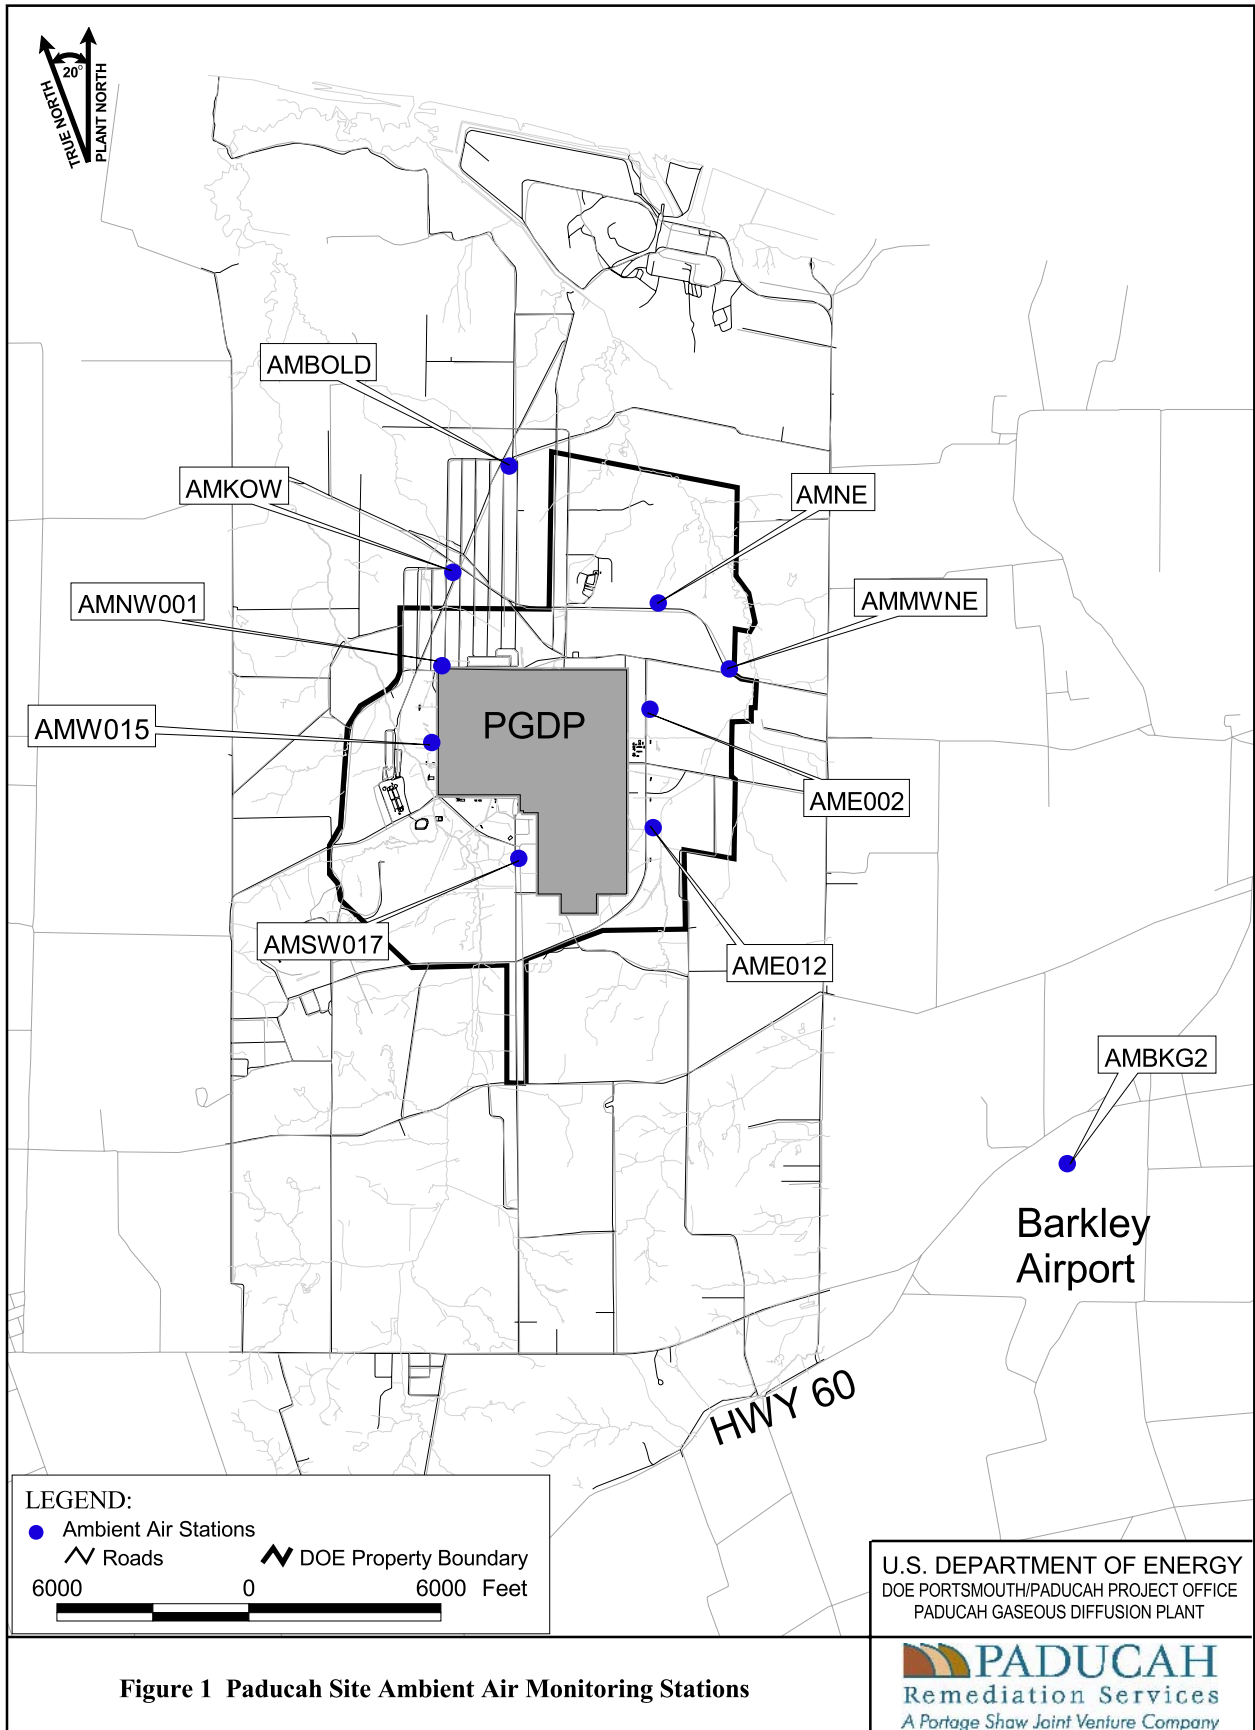 TRUE NORTH
20°
PLANT NORTH
AMBOLD
AMKOW
AMNE
AMNW001
AMMWNE
AMW015
PGDP
AME002
AMSW017
AME012
AMBKG2
Barkley
Airport
HWY 60
LEGEND:
Ambient Air Stations
Roads
DOE Property Boundary
6000 0 6000 Feet
U.S. DEPARTMENT OF ENERGY
DOE PORTSMOUTH/PADUCAH PROJECT OFFICE
PADUCAH GASEOUS DIFFUSION PLANT
Figure 1 Paducah Site Ambient Air Monitoring Stations
PADUCAH
Remediation Services
A Portage Shaw Joint Venture Company